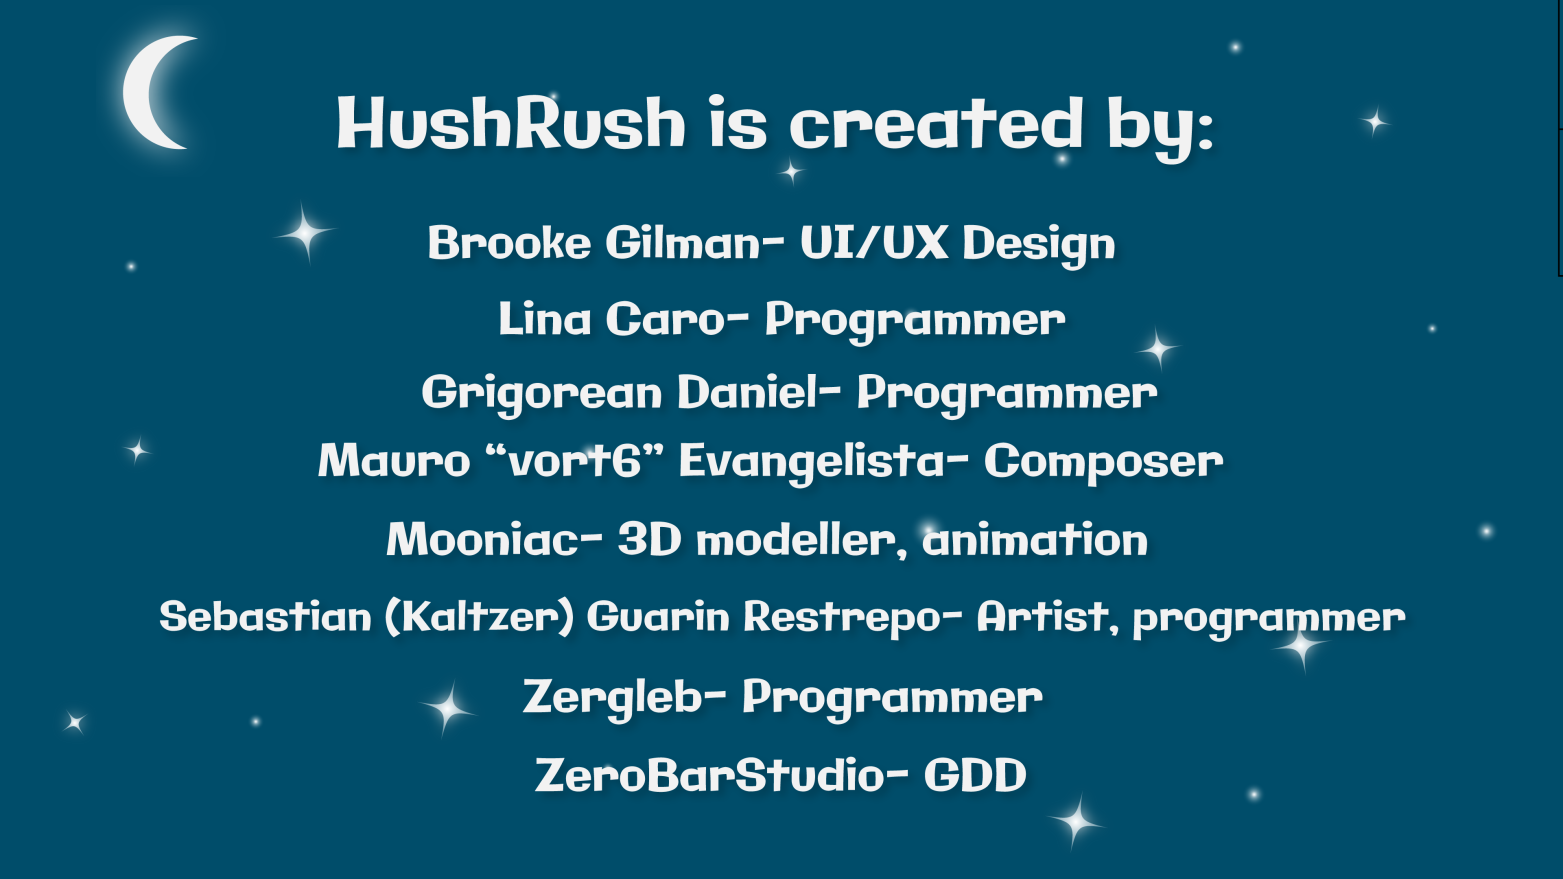 HushRush is created by:
Brooke Gilman- UI/UX Design
Lina Caro- Programmer
Grigorean Daniel- Programmer
Mauro “vort6” Evangelista- Composer
Mooniac- 3D modeller, animation
Sebastian (Kaltzer) Guarin Restrepo- Artist, programmer
Zergleb- Programmer
ZeroBarStudio- GDD